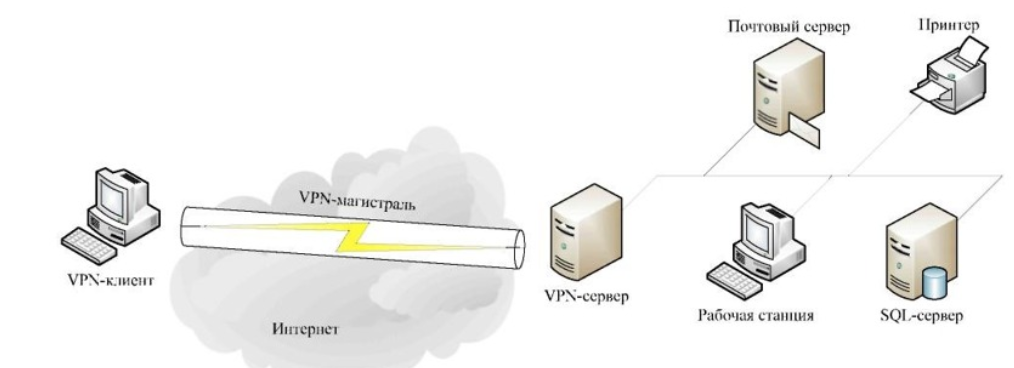 Почтовый сервер
Принтер
VPN-магистраль
VPN-клиент
VPN-сервер
Интернет
Рабочая станция
SQL-сервер